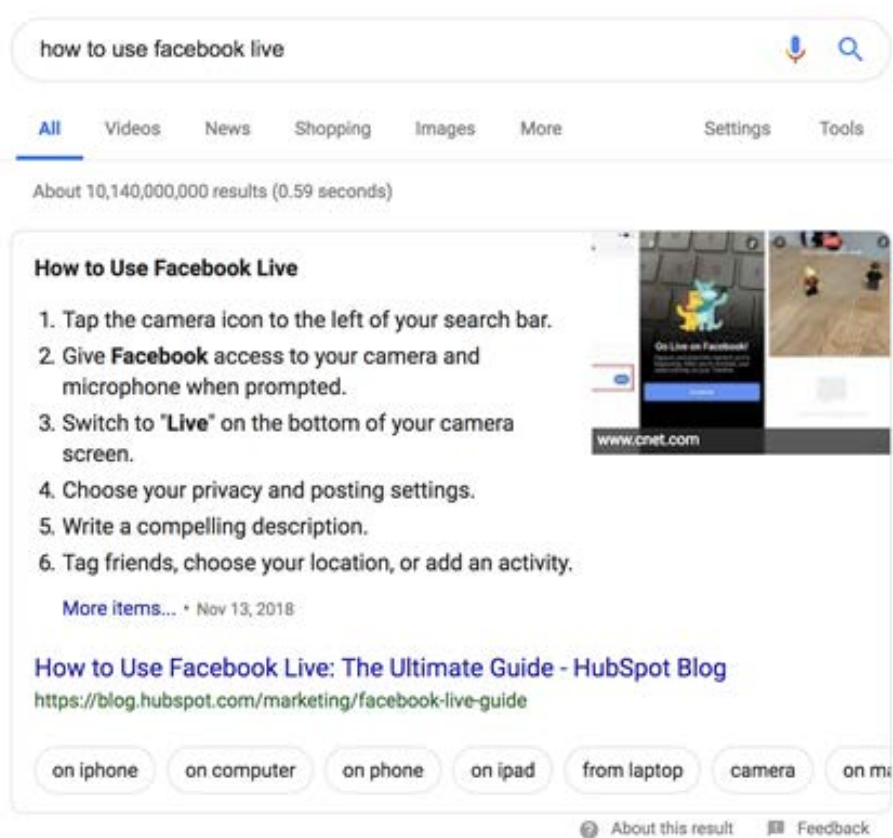 how to use facebook live
All Videos News Shopping Images More Settings Tools
About 10,140,000,000 results (0.59 seconds)
How to Use Facebook Live
1. Tap the camera icon to the left of your search bar.
2. Give Facebook access to your camera and
microphone when prompted.
3. Switch to "Live" on the bottom of your camera
screen.
4. Choose your privacy and posting settings.
5. Write a compelling description.
6. Tag friends, choose your location, or add an activity.
More items... • Nov 13, 2018
Go Live on Facebook!
www.cnet.com
How to Use Facebook Live: The Ultimate Guide - HubSpot Blog
https://blog.hubspot.com/marketing/facebook-live-guide
on iphone on computer on phone on ipad from laptop camera on ma
About this result Feedback